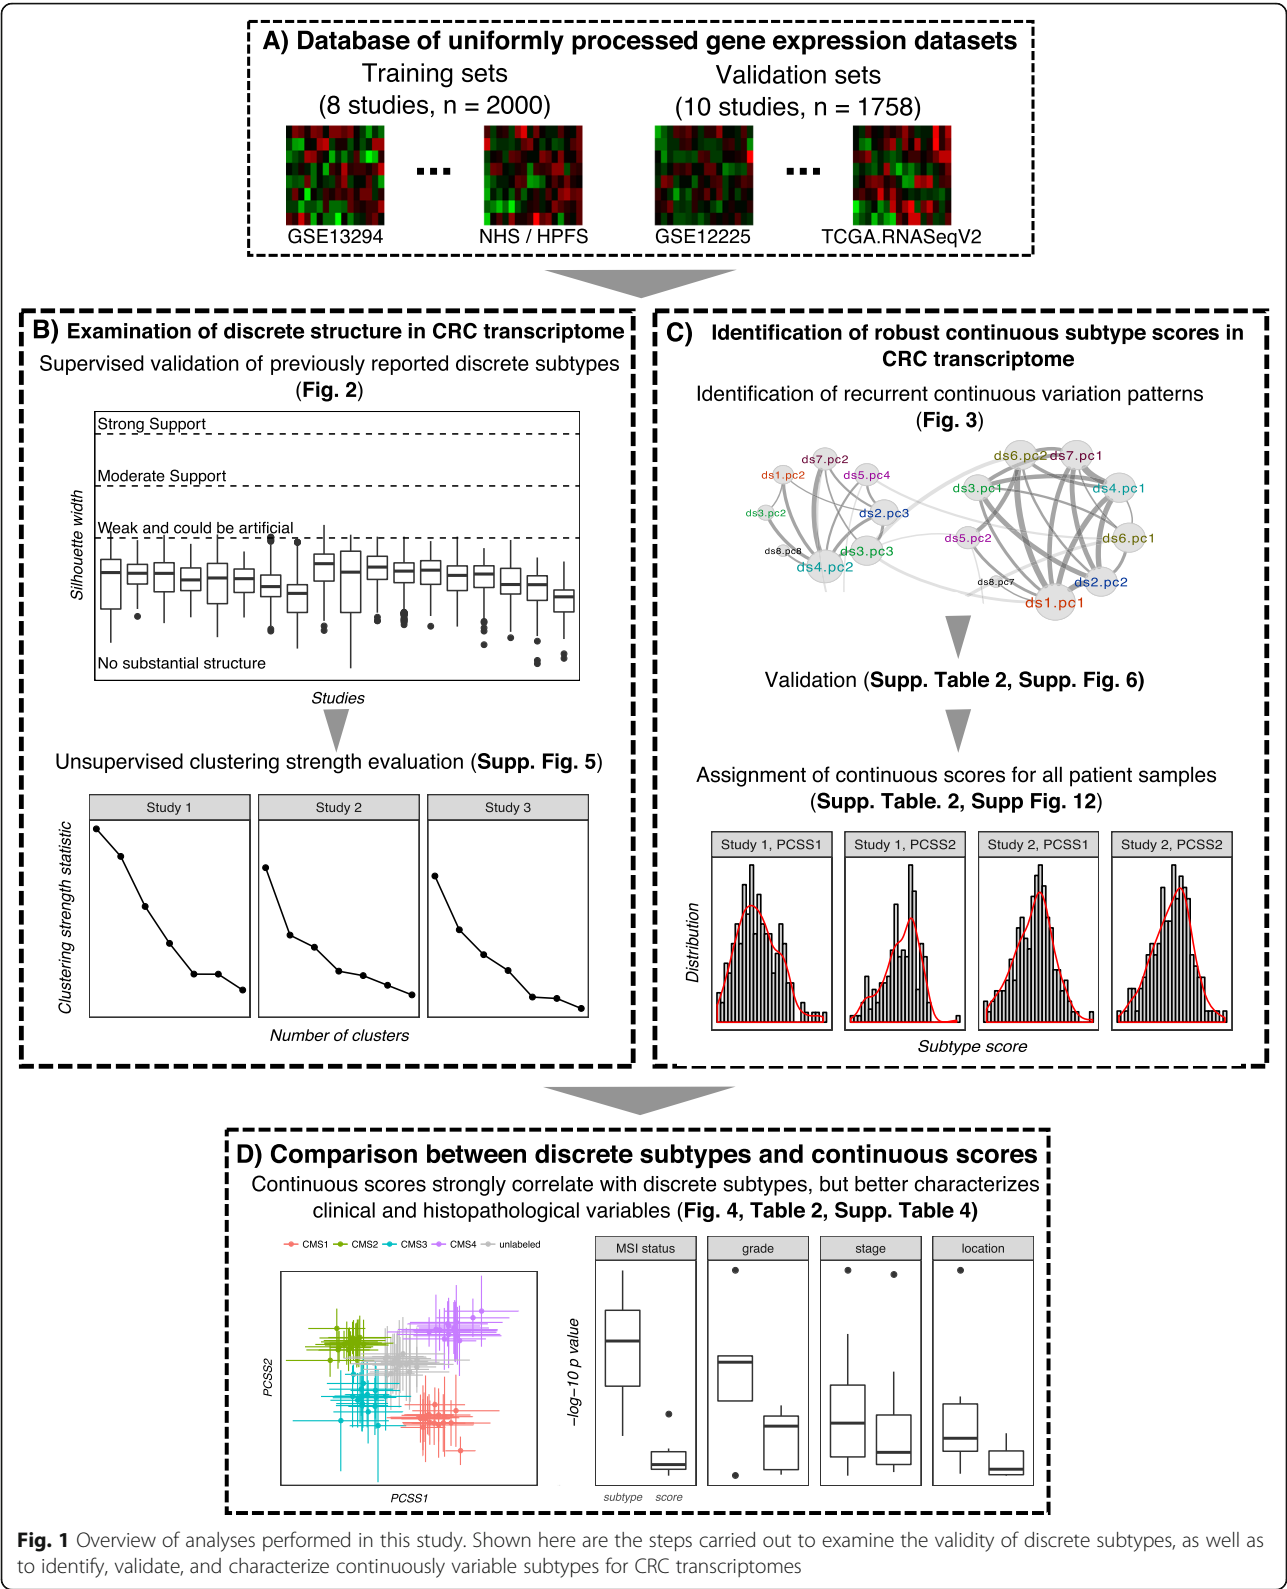 A) Database of uniformly processed gene expression datasets
Training sets
(8 studies, n = 2000)
Validation sets
(10 studies, n = 1758)
GSE13294
NHS / HPFS
GSE12225
TCGA.RNASeqV2
B) Examination of discrete structure in CRC transcriptome
Supervised validation of previously reported discrete subtypes
(Fig. 2)
Strong Support
Moderate Support
Weak and could be artificial
No substantial structure
Silhouette width
Studies
Unsupervised clustering strength evaluation (Supp. Fig. 5)
Study 1
Study 2
Study 3
Clustering strength statistic
Number of clusters
C) Identification of robust continuous subtype scores in
CRC transcriptome
Identification of recurrent continuous variation patterns
(Fig. 3)
ds7.pc2
ds1.pc2
ds5.pc4
ds3.pc2
ds2.pc3
ds8.pc8
ds3.pc3
ds4.pc2
ds6.pc2
ds7.pc1
ds3.pc1
ds4.pc1
ds5.pc2
ds6.pc1
ds8.pc7
ds2.pc2
ds1.pc1
Validation (Supp. Table 2, Supp. Fig. 6)
Assignment of continuous scores for all patient samples
(Supp. Table. 2, Supp Fig. 12)
Study 1, PCSS1
Study 1, PCSS2
Study 2, PCSS1
Study 2, PCSS2
Distribution
Subtype score
D) Comparison between discrete subtypes and continuous scores
Continuous scores strongly correlate with discrete subtypes, but better characterizes
clinical and histopathological variables (Fig. 4, Table 2, Supp. Table 4)
CMS1 CMS2 CMS3 CMS4 unlabeled
PCSS2
PCSS1
MSI status
grade
stage
location
−log−10 p value
subtype score
Fig. 1 Overview of analyses performed in this study. Shown here are the steps carried out to examine the validity of discrete subtypes, as well as
to identify, validate, and characterize continuously variable subtypes for CRC transcriptomes